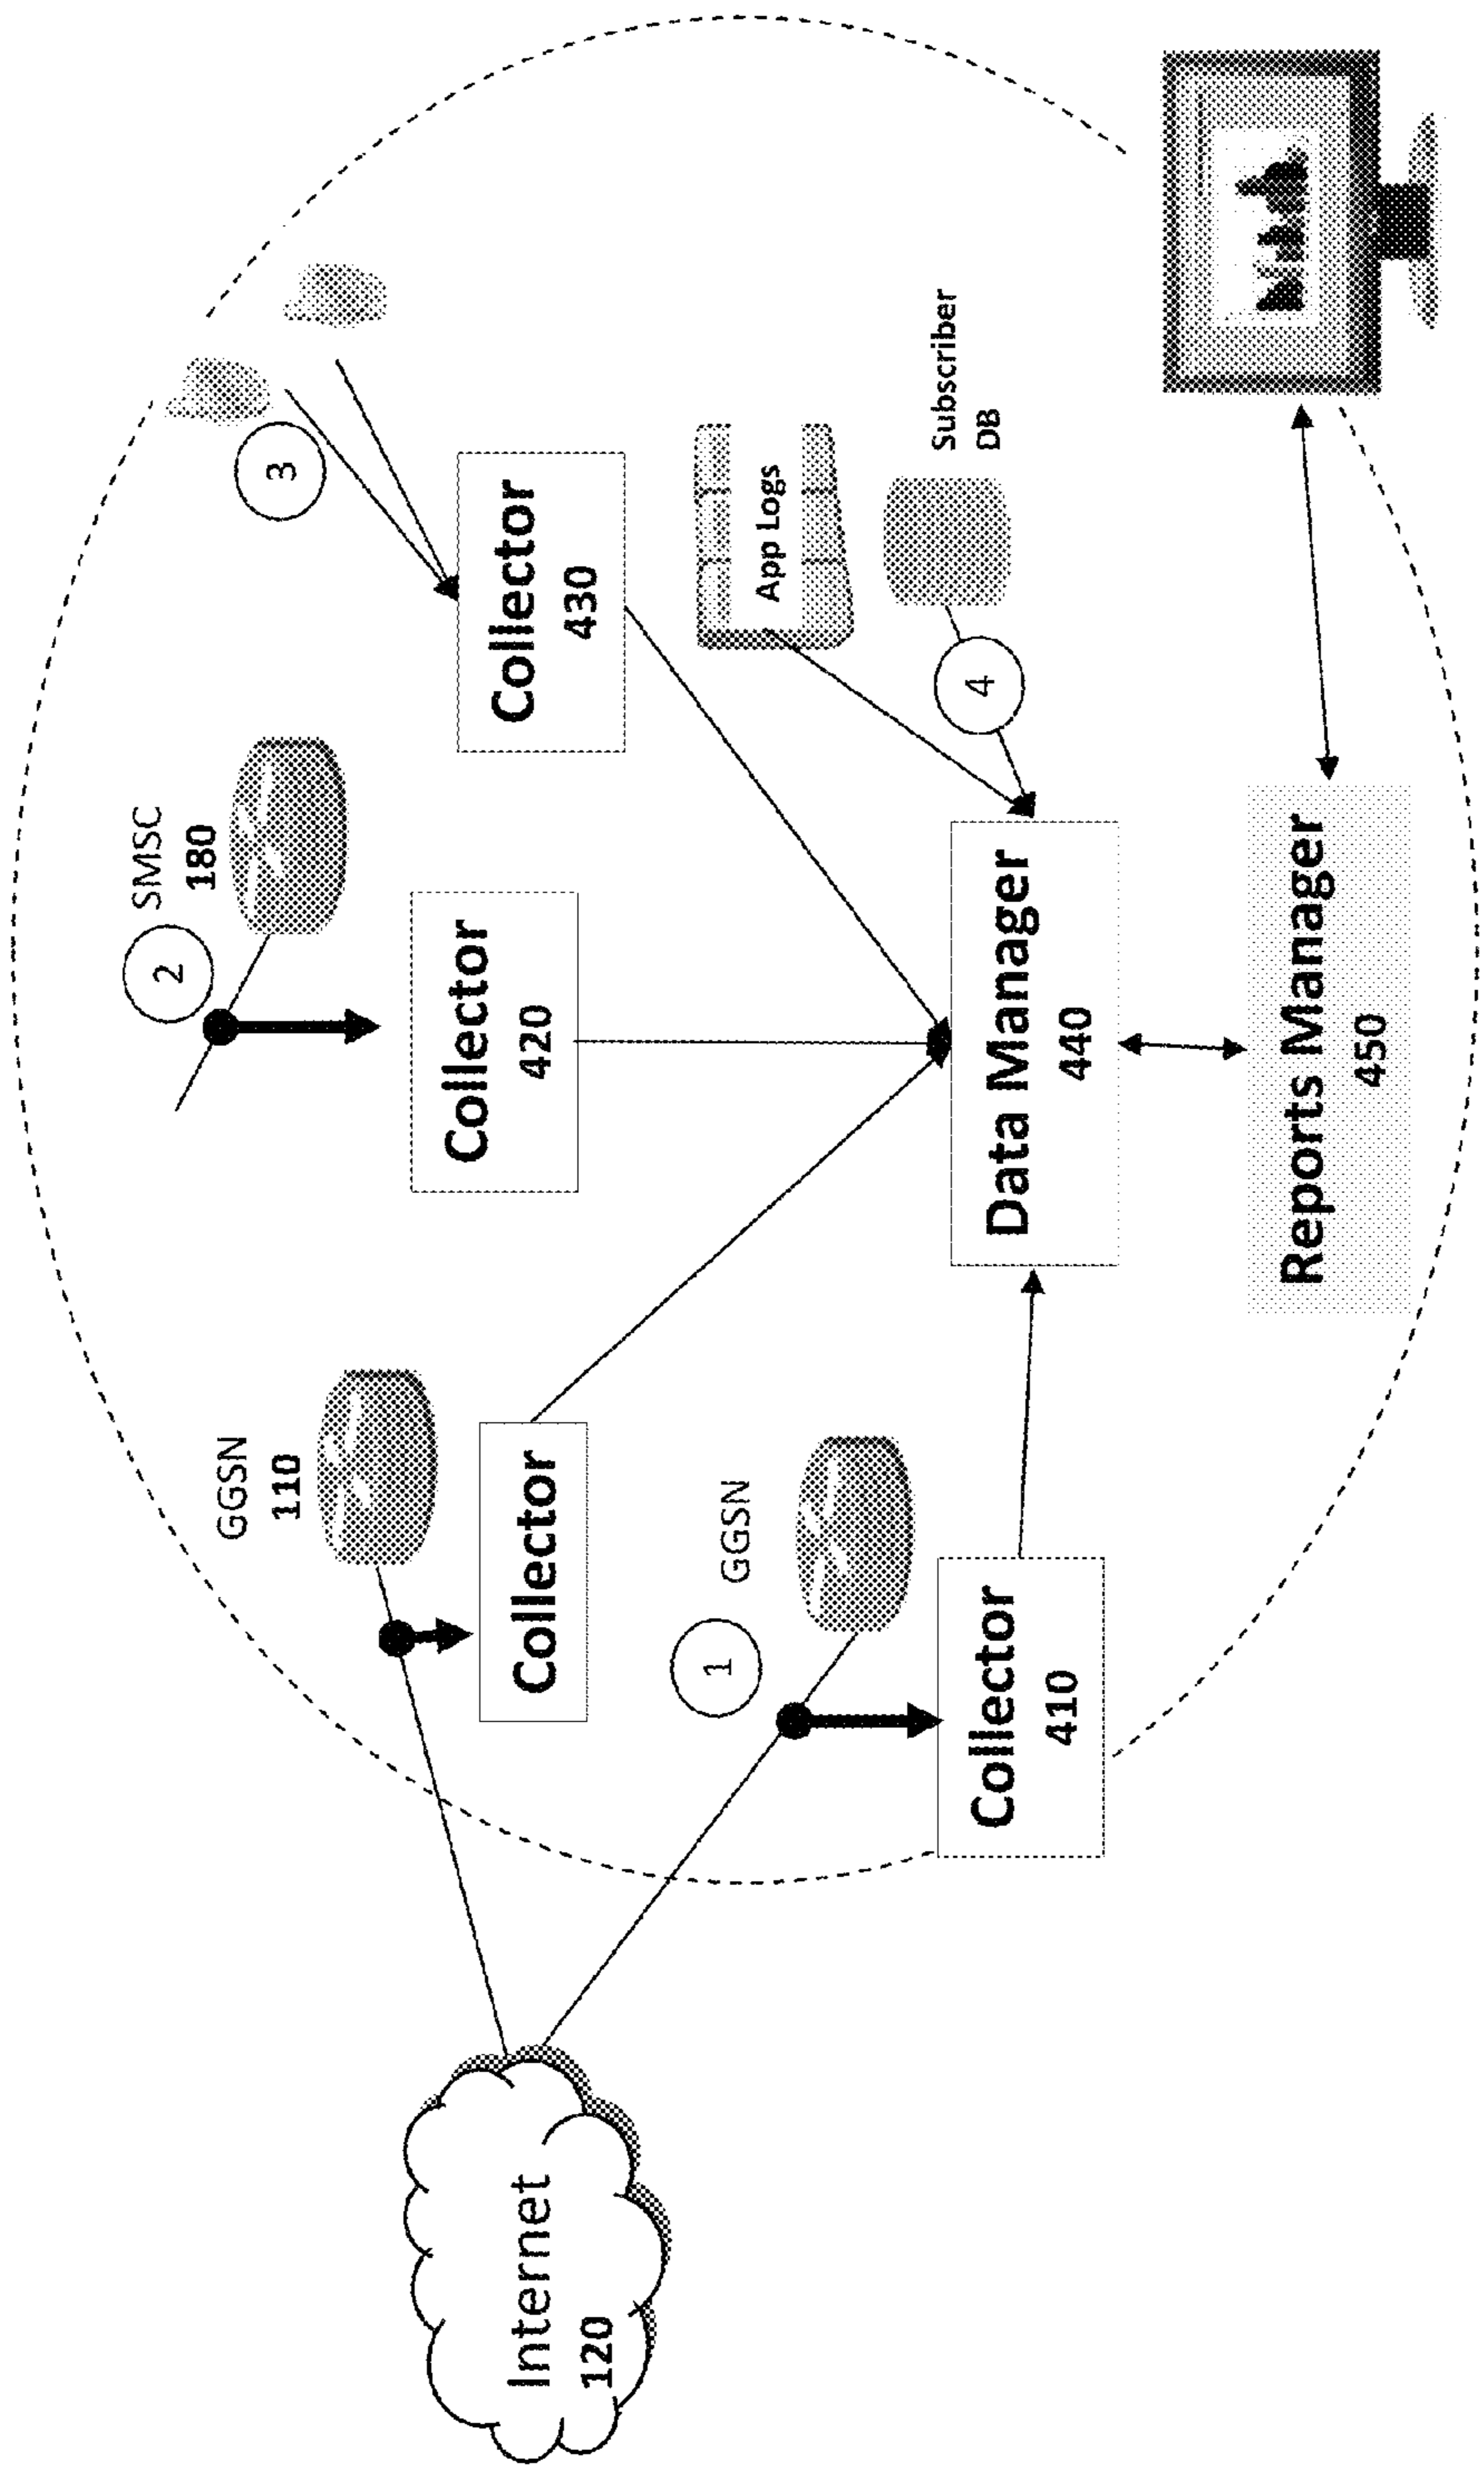 Internet
120
GGSN
110
Collector
1
GGSN
Collector
410
2
SMSC
180
Collector
420
3
Collector
430
App Logs
Subscriber
DB
4
Data Manager
440
Reports Manager
450